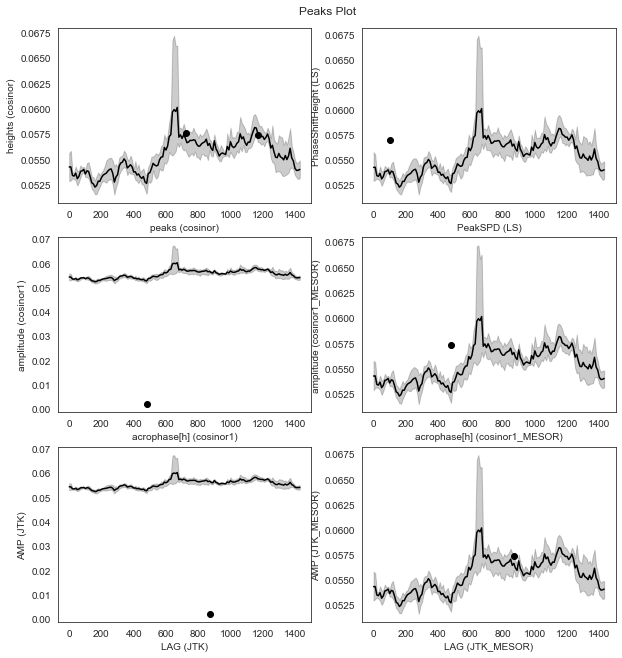 Peaks Plot
heights (cosinor)
0.0675
0.0650
0.0625
0.0600
0.0575
0.0550
0.0525
0 200 400 600 800 1000 1200 1400
peaks (cosinor)
PhaseShiftHeight (LS)
0.0675
0.0650
0.0625
0.0600
0.0575
0.0550
0.0525
0 200 400 600 800 1000 1200 1400
PeakSPD (LS)
amplitude (cosinor1)
0.07
0.06
0.05
0.04
0.03
0.02
0.01
0.00
0 200 400 600 800 1000 1200 1400
acrophase[h] (cosinor1)
amplitude (cosinor1_MESOR)
0.0675
0.0650
0.0625
0.0600
0.0575
0.0550
0.0525
0 200 400 600 800 1000 1200 1400
acrophase[h] (cosinor1_MESOR)
AMP (JTK)
0.07
0.06
0.05
0.04
0.03
0.02
0.01
0.00
0 200 400 600 800 1000 1200 1400
LAG (JTK)
AMP (JTK_MESOR)
0.0675
0.0650
0.0625
0.0600
0.0575
0.0550
0.0525
0 200 400 600 800 1000 1200 1400
LAG (JTK_MESOR)